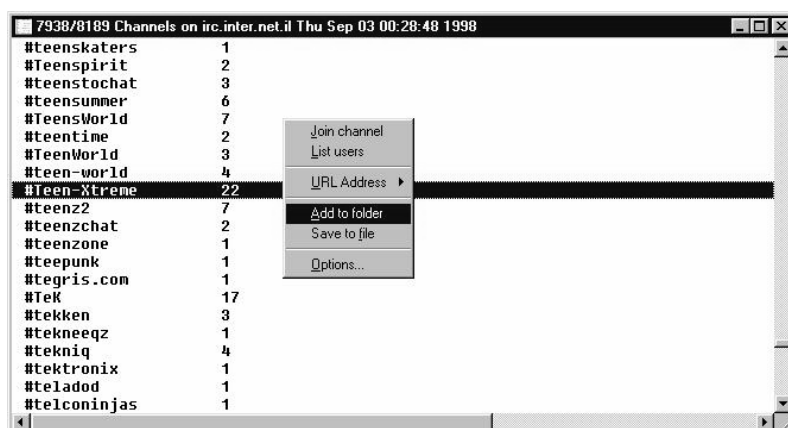 7938/8189 Channels on irc.inter.net.il Thu Sep 03 00:28:48 1998
#teenskaters 1
#Teenspirit 2
#teenstochat 3
#teensummer 6
#TeensWorld 7
#teentime 2
#TeenWorld 3
#teen-world 4
#Teen-Xtreme 22
#teenz2 7
#teenzchat 2
#teenzone 1
#teepunk 1
#tegris.com 1
#TeK 17
#tekken 3
#tekneeqz 1
#tekniq 4
#tektronix 1
#teladod 1
#telconinjas 1
Join channel
List users
URL Address
Add to folder
Save to file
Options...